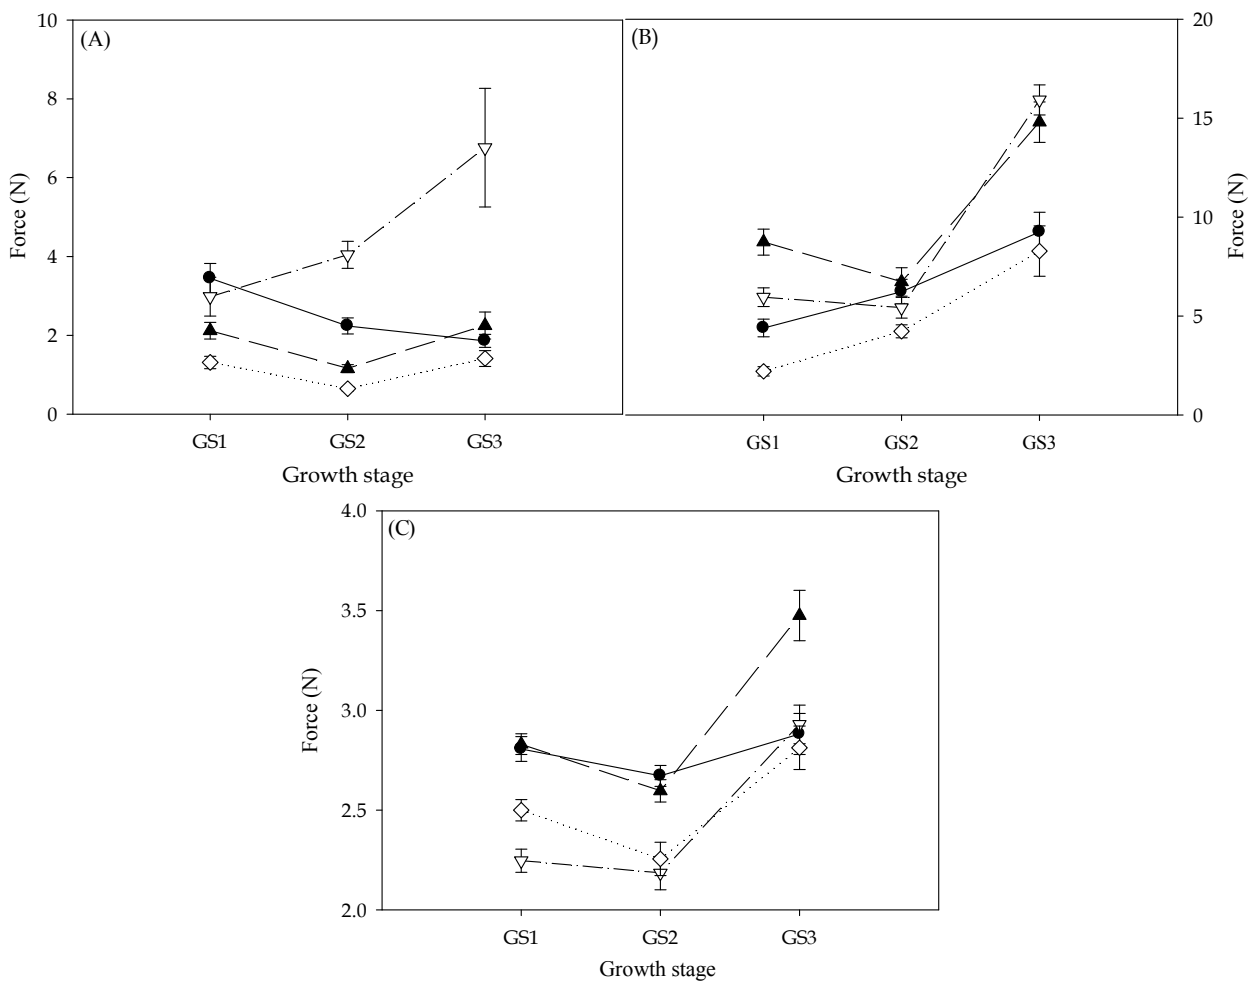 (A)
10
8
6
4
2
0
Force (N)
GS1 GS2 GS3
Growth stage
(B)
20
15
10
5
0
Force (N)
GS1 GS2 GS3
Growth stage
(C)
4.0
3.5
3.0
2.5
2.0
Force (N)
GS1 GS2 GS3
Growth stage